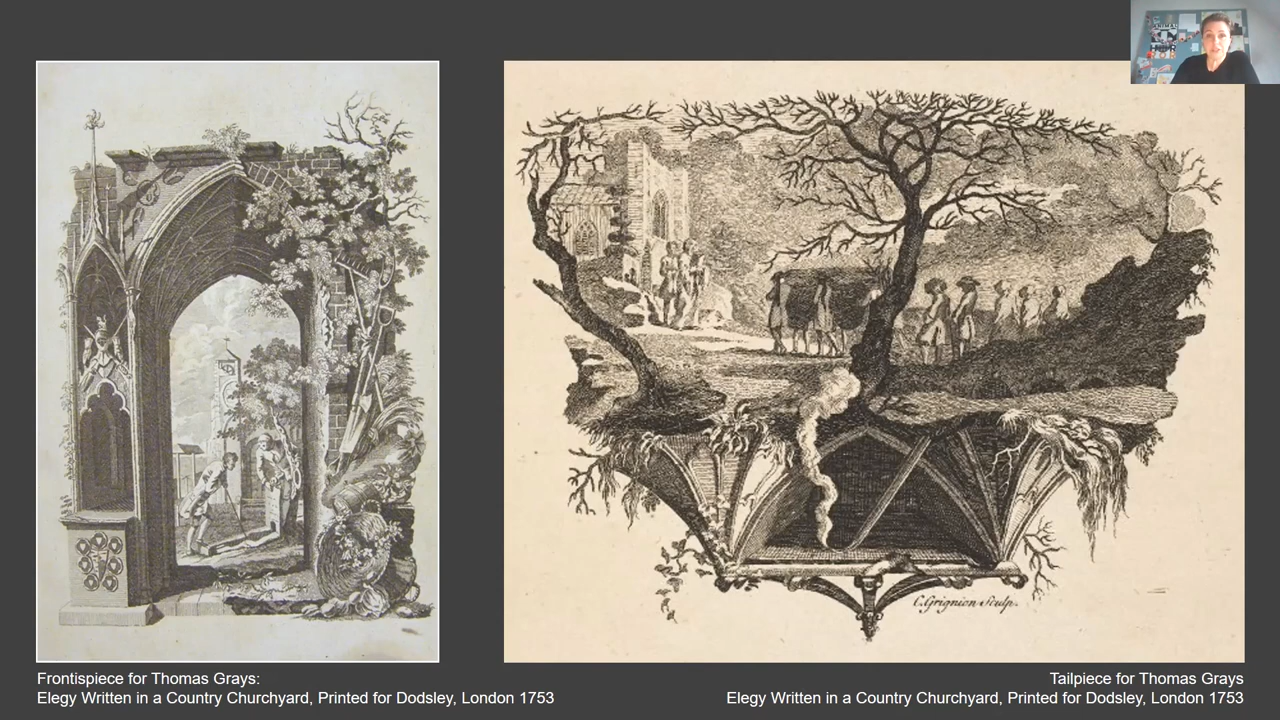 C. Grignion Sculp.
Frontispiece for Thomas Grays:
Elegy Written in a Country Churchyard, Printed for Dodsley, London 1753
Tailpiece for Thomas Grays
Elegy Written in a Country Churchyard, Printed for Dodsley, London 1753